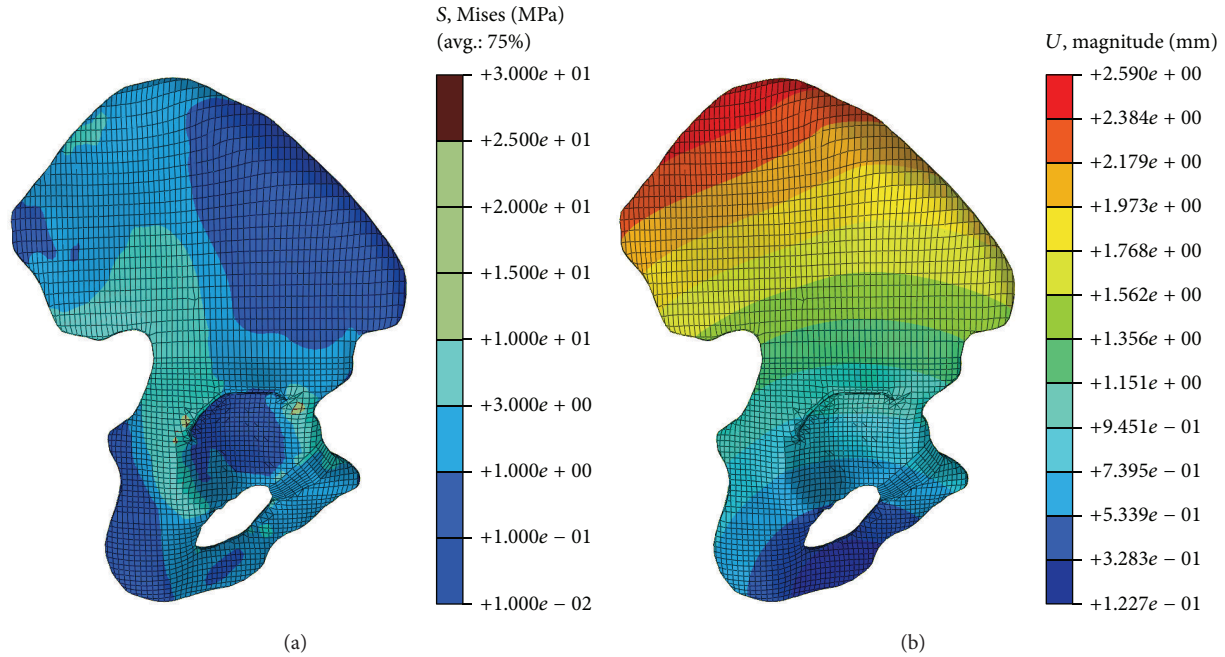 S, Mises (MPa)
(avg.: 75%)
+3.000e + 01
+2.500e + 01
+2.000e + 01
+1.500e + 01
+1.000e + 01
+3.000e + 00
+1.000e + 00
+1.000e − 01
+1.000e − 02
(a)
U, magnitude (mm)
+2.590e + 00
+2.384e + 00
+2.179e + 00
+1.973e + 00
+1.768e + 00
+1.562e + 00
+1.356e + 00
+1.151e + 00
+9.451e − 01
+7.395e − 01
+5.339e − 01
+3.283e − 01
+1.227e − 01
(b)